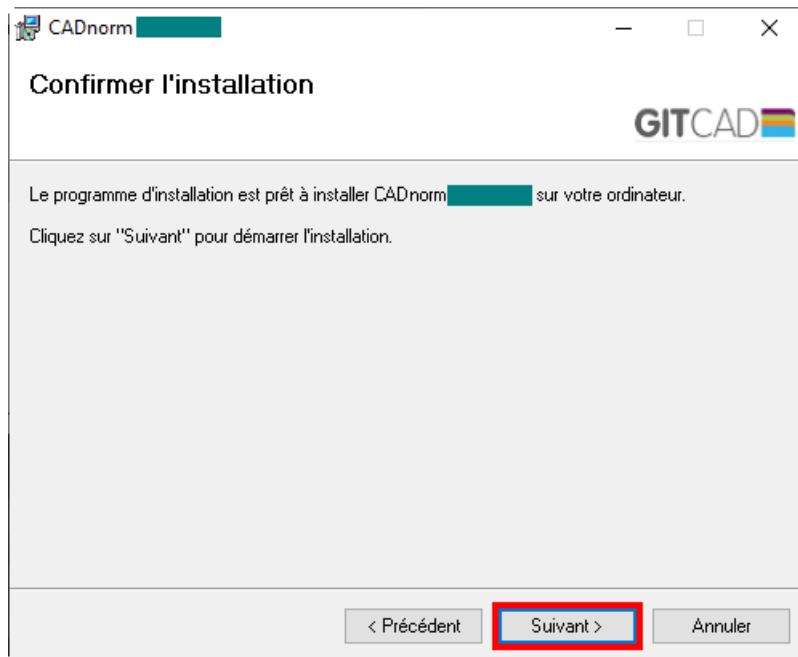 CADnorm
Confirmer l'installation
GITCAD
Le programme d'installation est prêt à installer CADnorm sur votre ordinateur.
Cliquez sur "Suivant" pour démarrer l'installation.
< Précédent
Suivant >
Annuler